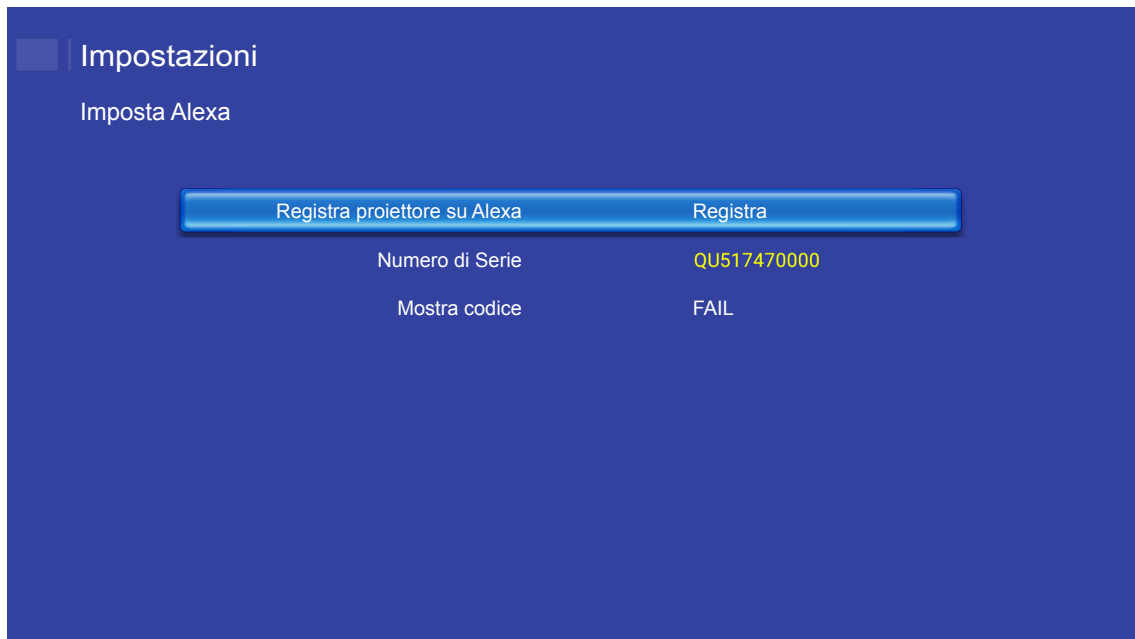 Impostazioni
Imposta Alexa
Registra proiettore su Alexa Registra
Numero di Serie QU517470000
Mostra codice FAIL